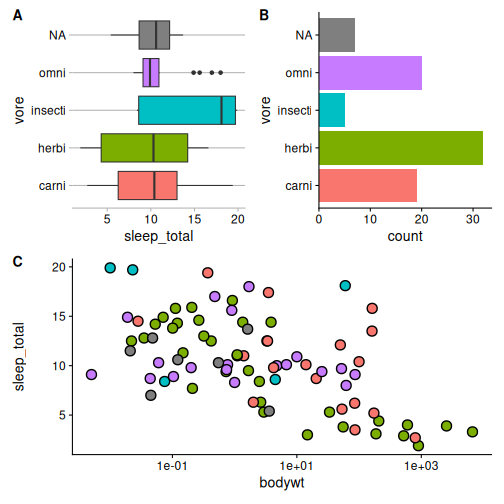 A
vore
NA
omni
insecti
herbi
carni
5 10 15 20
sleep_total
B
vore
NA
omni
insecti
herbi
carni
0 10 20 30
count
C
sleep_total
20
15
10
5
1e-01 1e+01 1e+03
bodywt